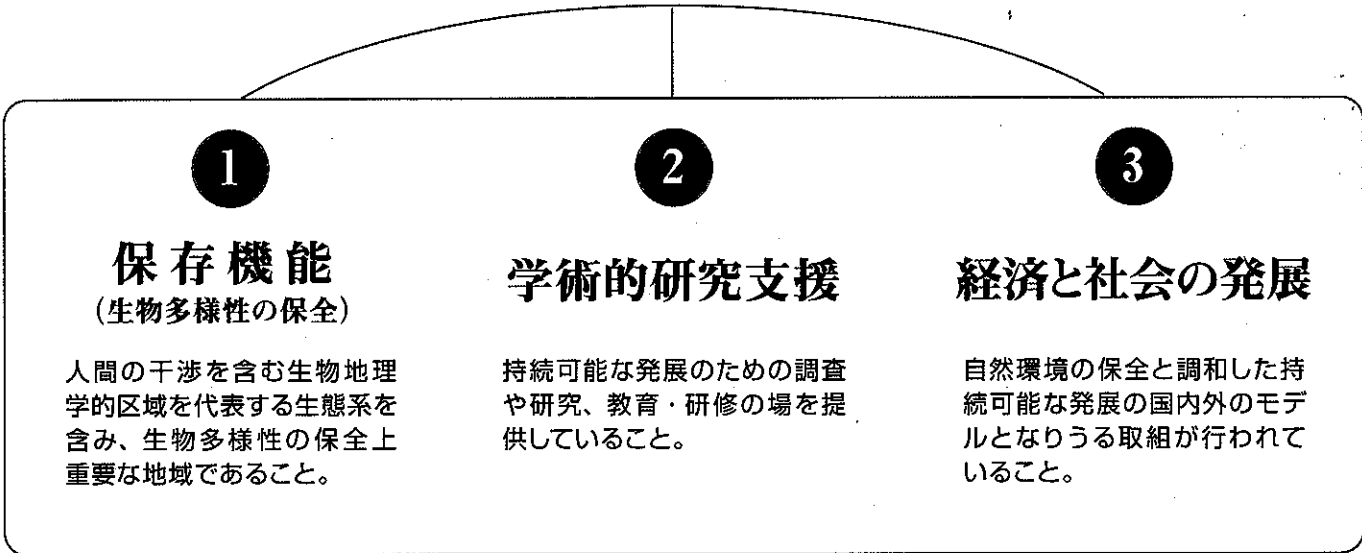 1
保存機能
(生物多様性の保全)
人間の干渉を含む生物地理
学的区域を代表する生態系を
含み、生物多様性の保全上
重要な地域であること。
2
学術的研究支援
持続可能な発展のための調査
や研究、教育・研修の場を提
供していること。
3
経済と社会の発展
自然環境の保全と調和した持
続可能な発展の国内外のモデ
ルとなりうる取組が行われて
いること。